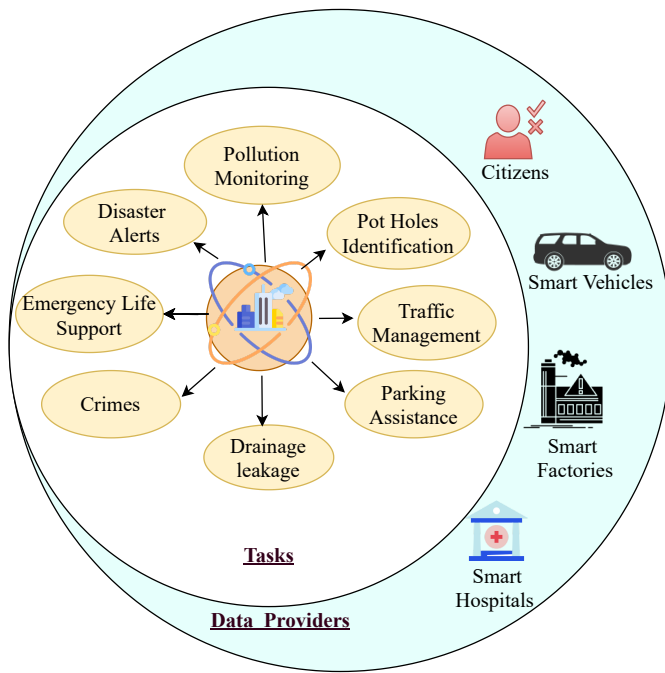 Pollution
Monitoring
Disaster
Alerts
Pot Holes
Identification
Emergency Life
Support
Traffic
Management
Crimes
Parking
Assistance
Drainage
leakage
Tasks
Data Providers
Citizens
Smart Vehicles
Smart
Factories
Smart
Hospitals